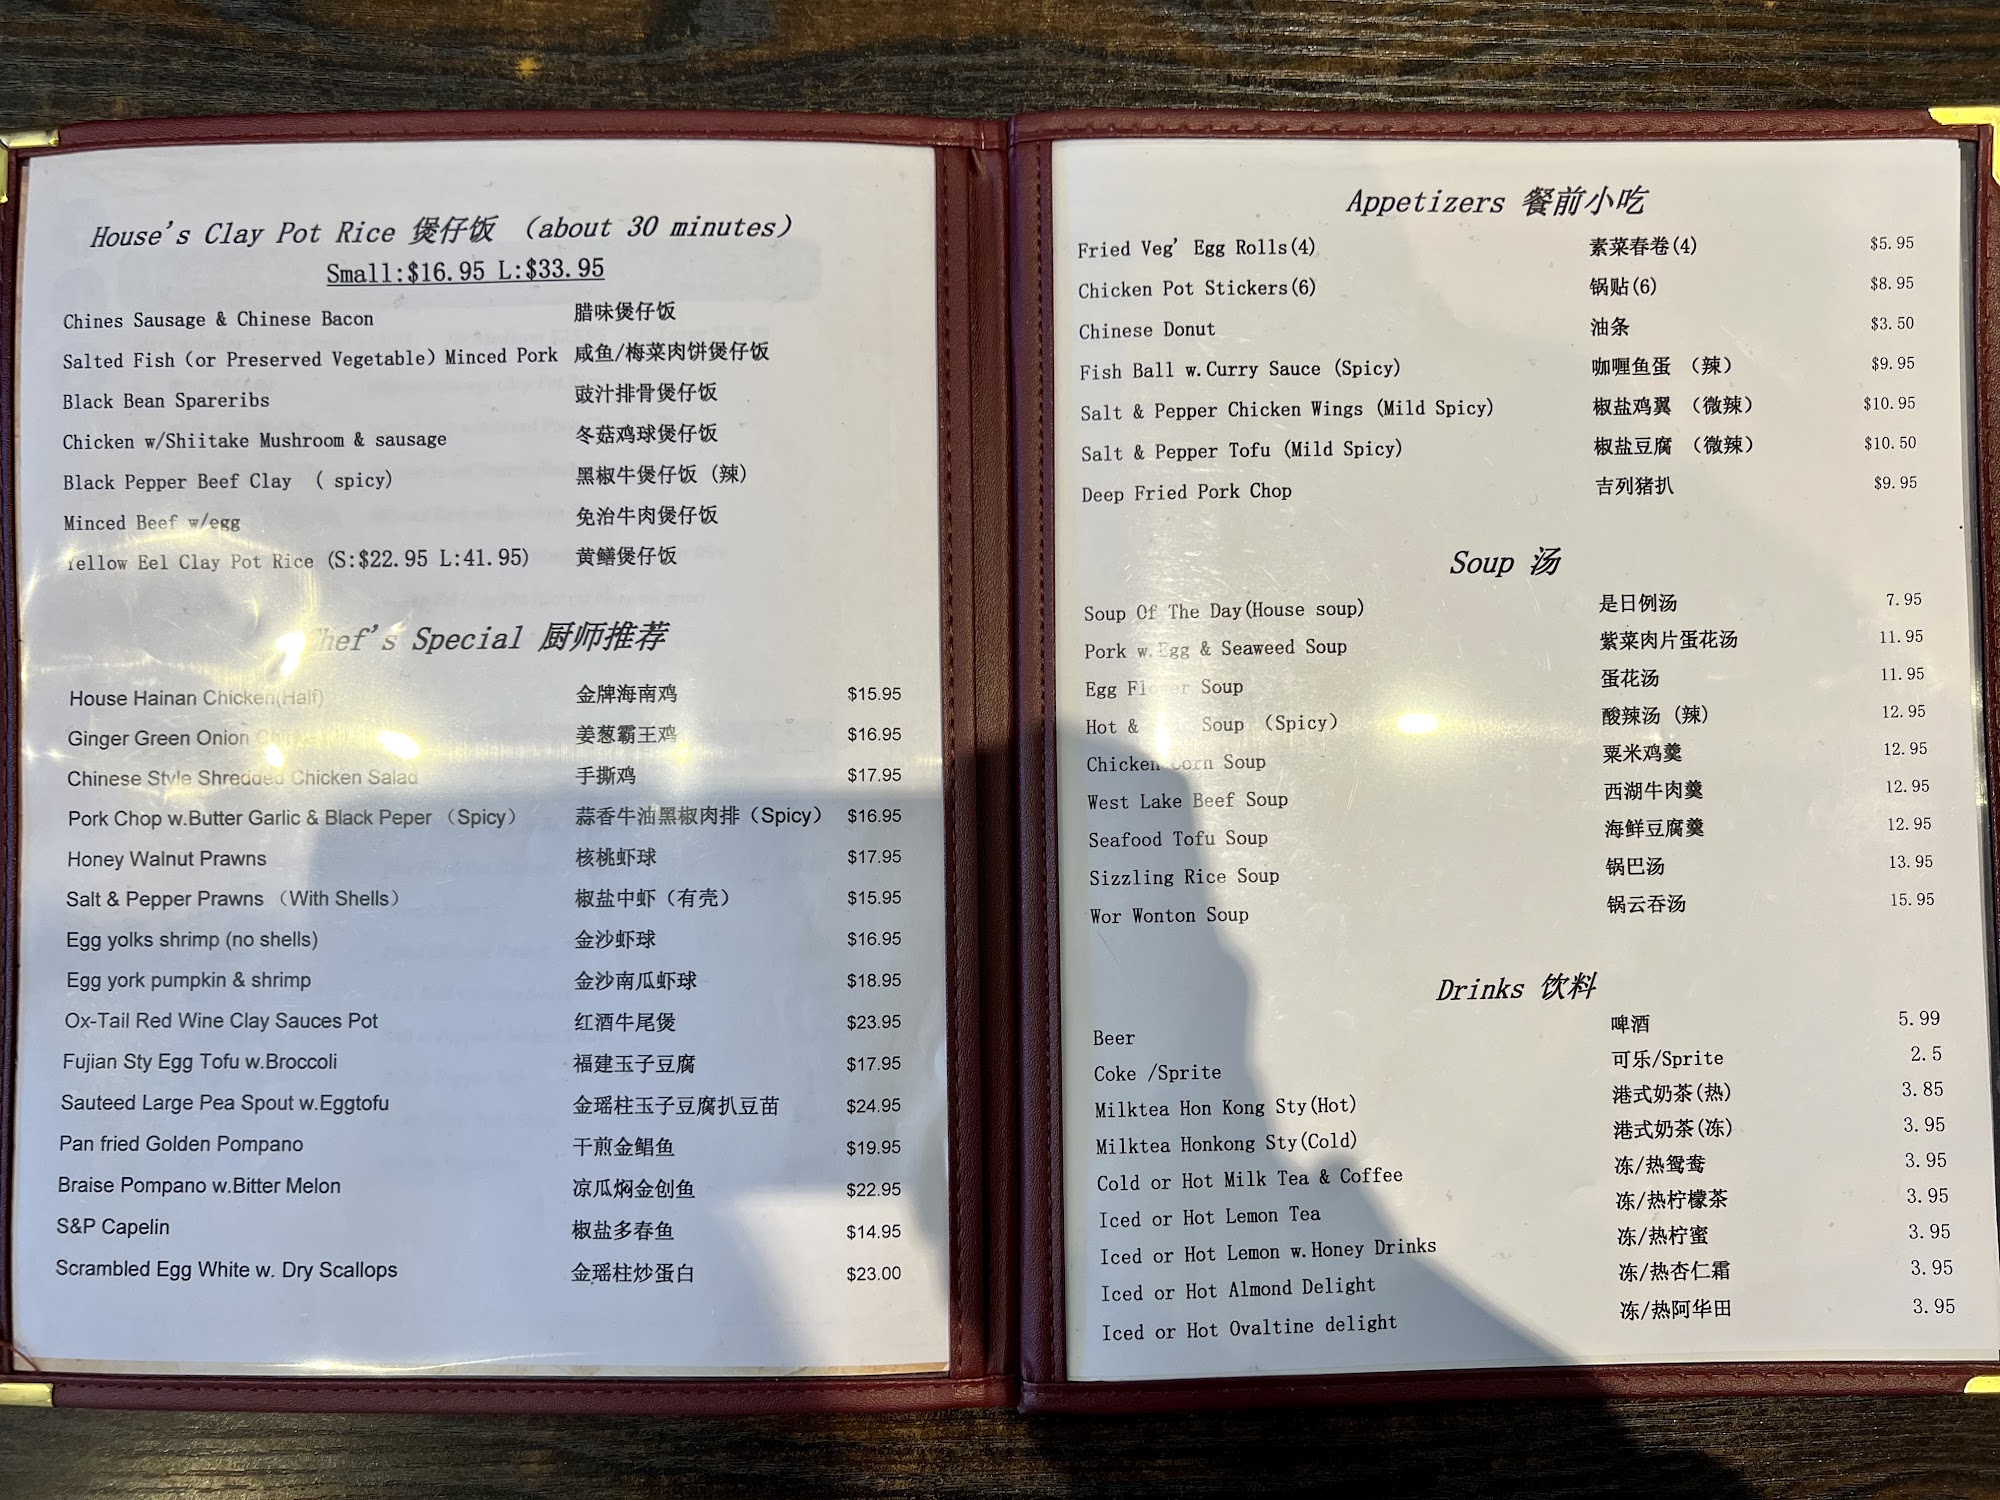 House's Clay Pot Rice 煲仔饭 （about 30 minutes）
Small:$16.95 L:$33.95
Chines Sausage & Chinese Bacon 腊味煲仔饭
Salted Fish（or Preserved Vegetable）Minced Pork 咸鱼/梅菜肉饼煲仔饭
Black Bean Spareribs 豉汁排骨煲仔饭
Chicken w/Shiitake Mushroom & sausage 冬菇鸡球煲仔饭
Black Pepper Beef Clay （ spicy） 黑椒牛煲仔饭（辣）
Minced Beef w/egg 免治牛肉煲仔饭
Yellow Eel Clay Pot Rice (S:$22.95 L:41.95) 黄鳝煲仔饭
Chef's Special 厨师推荐
House Hainan Chicken(Half) 金牌海南鸡 $15.95
Ginger Green Onion 姜葱霸王鸡 $16.95
Chinese Style Shredded Chicken Salad 手撕鸡 $17.95
Pork Chop w.Butter Garlic & Black Peper （Spicy） 蒜香牛油黑椒肉排（Spicy） $16.95
Honey Walnut Prawns 核桃虾球 $17.95
Salt & Pepper Prawns （With Shells） 椒盐中虾（有壳） $15.95
Egg yolks shrimp (no shells) 金沙虾球 $16.95
Egg york pumpkin & shrimp 金沙南瓜虾球 $18.95
Ox-Tail Red Wine Clay Sauces Pot 红酒牛尾煲 $23.95
Fujian Sty Egg Tofu w.Broccoli 福建玉子豆腐 $17.95
Sauteed Large Pea Spout w.Eggtofu 金瑶柱玉子豆腐扒豆苗 $24.95
Pan fried Golden Pompano 干煎金鲳鱼 $19.95
Braise Pompano w.Bitter Melon 凉瓜焖金创鱼 $22.95
S&P Capelin 椒盐多春鱼 $14.95
Scrambled Egg White w. Dry Scallops 金瑶柱炒蛋白 $23.00
Appetizers 餐前小吃
Fried Veg' Egg Rolls(4) 素菜春卷(4) $5.95
Chicken Pot Stickers(6) 锅贴(6) $8.95
Chinese Donut 油条 $3.50
Fish Ball w.Curry Sauce (Spicy) 咖喱鱼蛋 （辣） $9.95
Salt & Pepper Chicken Wings (Mild Spicy) 椒盐鸡翼 （微辣） $10.95
Salt & Pepper Tofu (Mild Spicy) 椒盐豆腐 （微辣） $10.50
Deep Fried Pork Chop 吉列猪扒 $9.95
Soup 汤
Soup Of The Day(House soup) 是日例汤 7.95
Pork w.Egg & Seaweed Soup 紫菜肉片蛋花汤 11.95
Egg Flower Soup 蛋花汤 11.95
Hot & Soup （Spicy） 酸辣汤（辣） 12.95
Chicken Corn Soup 粟米鸡羹 12.95
West Lake Beef Soup 西湖牛肉羹 12.95
Seafood Tofu Soup 海鲜豆腐羹 12.95
Sizzling Rice Soup 锅巴汤 13.95
Wor Wonton Soup 锅云吞汤 15.95
Drinks 饮料
Beer 啤酒 5.99
Coke /Sprite 可乐/Sprite 2.5
Milktea Hon Kong Sty(Hot) 港式奶茶(热) 3.85
Milktea Honkong Sty(Cold) 港式奶茶(冻) 3.95
Cold or Hot Milk Tea & Coffee 冻/热鸳鸯 3.95
Iced or Hot Lemon Tea 冻/热柠檬茶 3.95
Iced or Hot Lemon w.Honey Drinks 冻/热柠蜜 3.95
Iced or Hot Almond Delight 冻/热杏仁霜 3.95
Iced or Hot Ovaltine delight 冻/热阿华田 3.95